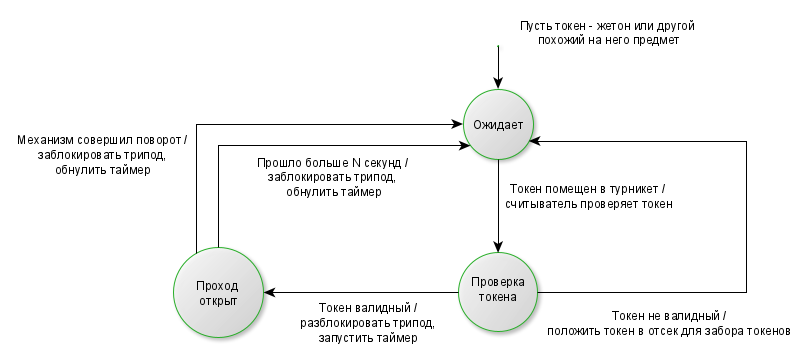 Пусть токен - жетон или другой
похожий на него предмет
Ожидает
Механизм совершил поворот /
заблокировать трипод,
обнулить таймер
Прошло больше N секунд /
заблокировать трипод,
обнулить таймер
Токен помещен в турникет /
считыватель проверяет токен
Проход
открыт
Проверка
токена
Токен валидный /
разблокировать трипод,
запустить таймер
Токен не валидный /
положить токен в отсек для забора токенов